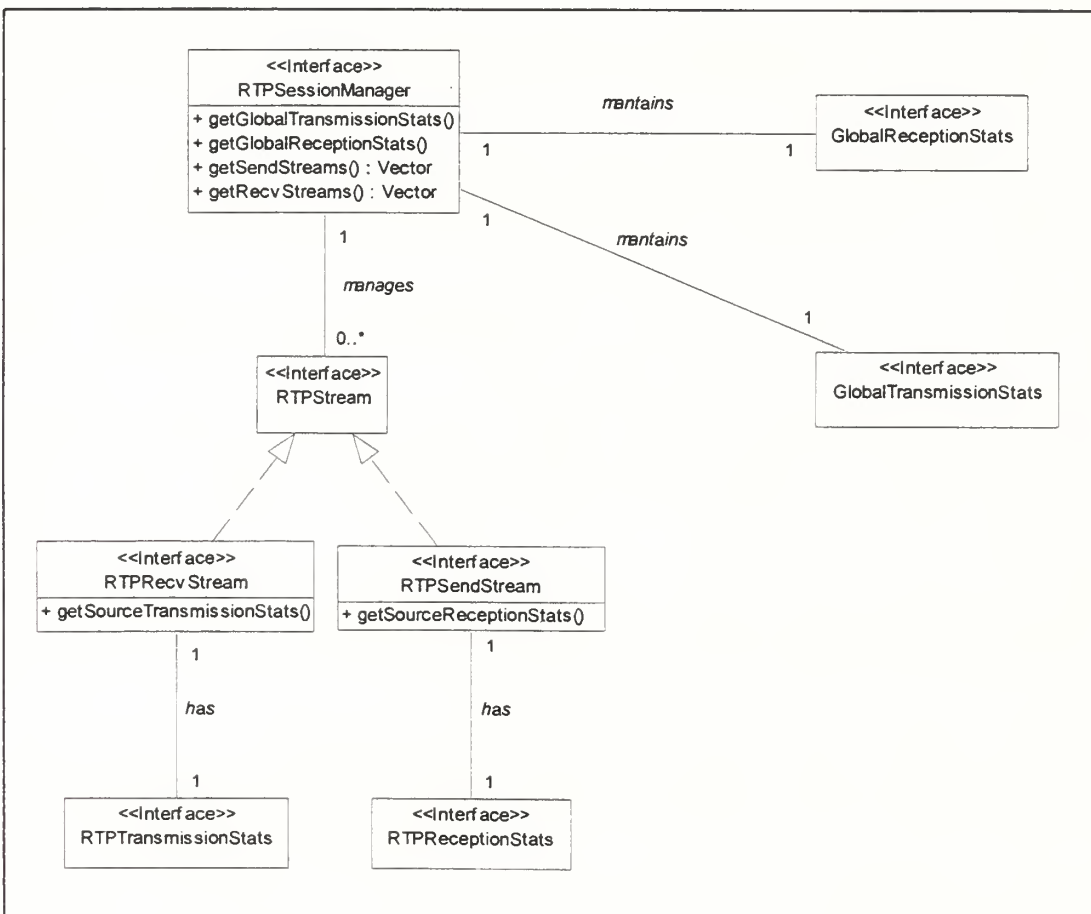 <<Interface>>
RTPSessionManager
+ getGlobalTransmissionStats()
+ getGlobalReceptionStats()
+ getSendStreams() : Vector
+ getRecvStreams() : Vector
mantains
1
1
<<Interface>>
GlobalReceptionStats
1
mantains
1
<<Interface>>
GlobalTransmissionStats
1
manages
0..*
<<Interface>>
RTPStream
<<Interface>>
RTPRecvStream
+ getSourceTransmissionStats()
<<Interface>>
RTPSendStream
+ getSourceReceptionStats()
1
has
1
1
has
1
<<Interface>>
RTPTransmissionStats
<<Interface>>
RTPReceptionStats